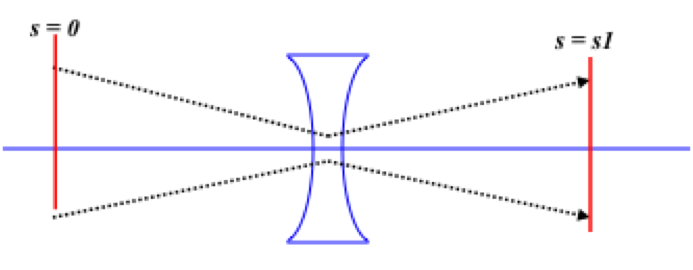 s = 0
s = s1